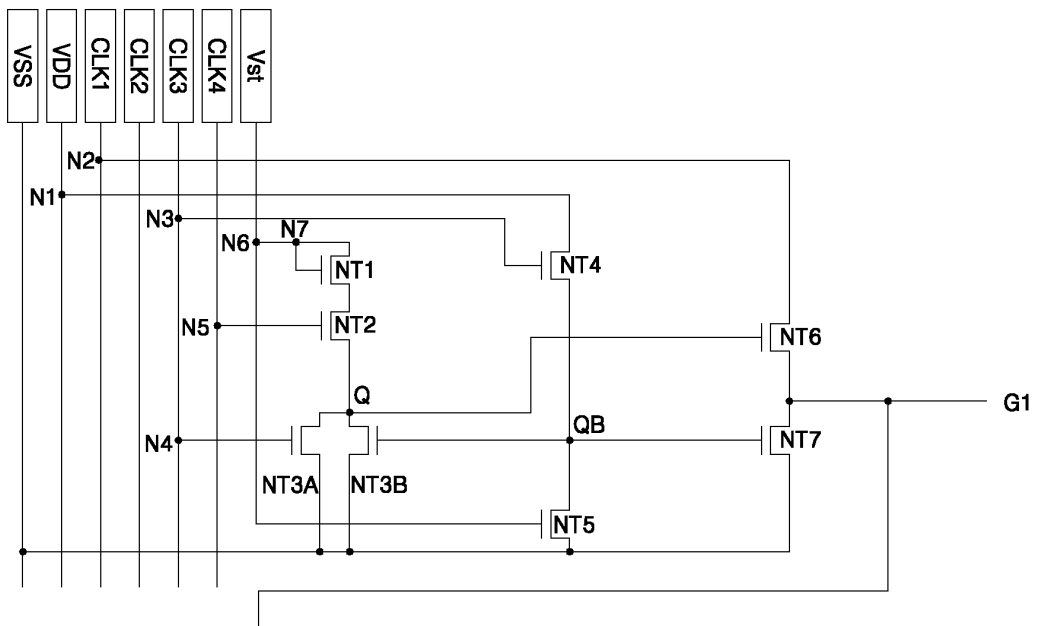 VSS
VDD
CLK1
CLK2
CLK3
CLK4
Vst
N2
N1
N3
N7
N6
NT1
NT4
N5
NT2
NT6
Q
G1
QB
N4
NT7
NT3A
NT3B
NT5